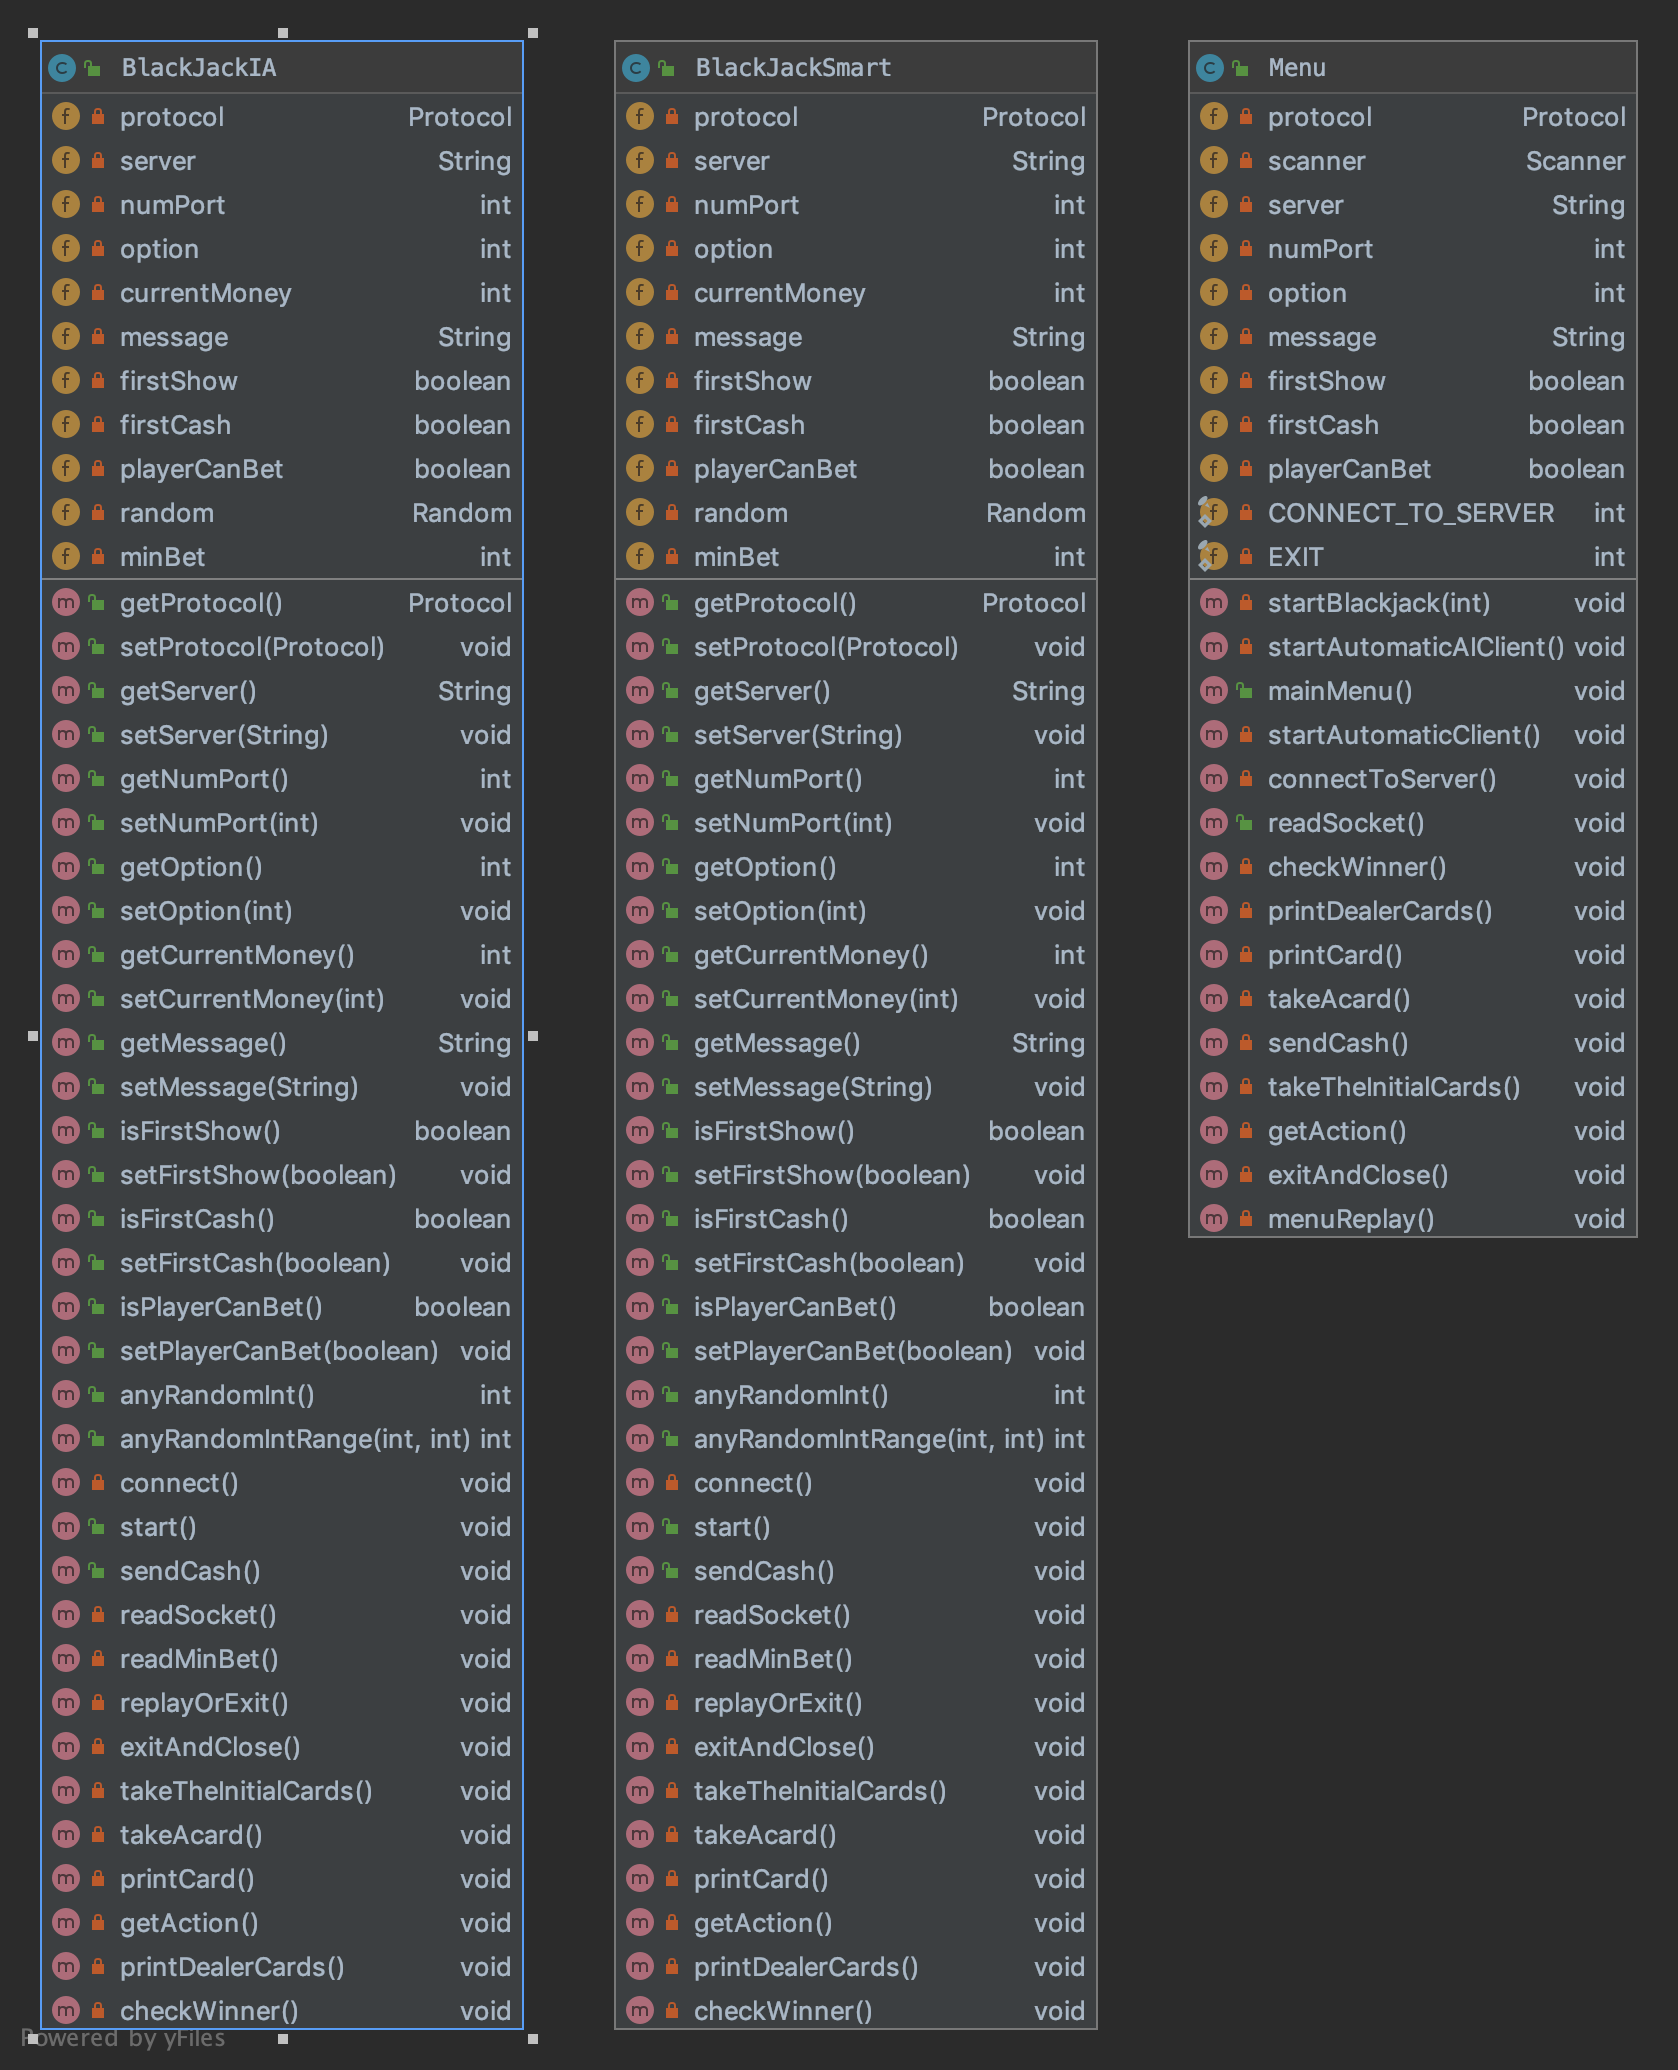 BlackJackIA
protocol Protocol
server String
numPort int
option int
currentMoney int
message String
firstShow boolean
firstCash boolean
playerCanBet boolean
random Random
minBet int
getProtocol() Protocol
setProtocol(Protocol) void
getServer() String
setServer(String) void
getNumPort() int
setNumPort(int) void
getOption() int
setOption(int) void
getCurrentMoney() int
setCurrentMoney(int) void
getMessage() String
setMessage(String) void
isFirstShow() boolean
setFirstShow(boolean) void
isFirstCash() boolean
setFirstCash(boolean) void
isPlayerCanBet() boolean
setPlayerCanBet(boolean) void
anyRandomInt() int
anyRandomIntRange(int, int) int
connect() void
start() void
sendCash() void
readSocket() void
readMinBet() void
replayOrExit() void
exitAndClose() void
takeTheInitialCards() void
takeAcard() void
printCard() void
getAction() void
printDealerCards() void
checkWinner() void
Powered by yFiles
BlackJackSmart
protocol Protocol
server String
numPort int
option int
currentMoney int
message String
firstShow boolean
firstCash boolean
playerCanBet boolean
random Random
minBet int
getProtocol() Protocol
setProtocol(Protocol) void
getServer() String
setServer(String) void
getNumPort() int
setNumPort(int) void
getOption() int
setOption(int) void
getCurrentMoney() int
setCurrentMoney(int) void
getMessage() String
setMessage(String) void
isFirstShow() boolean
setFirstShow(boolean) void
isFirstCash() boolean
setFirstCash(boolean) void
isPlayerCanBet() boolean
setPlayerCanBet(boolean) void
anyRandomInt() int
anyRandomIntRange(int, int) int
connect() void
start() void
sendCash() void
readSocket() void
readMinBet() void
replayOrExit() void
exitAndClose() void
takeTheInitialCards() void
takeAcard() void
printCard() void
getAction() void
printDealerCards() void
checkWinner() void
Menu
protocol Protocol
scanner Scanner
server String
numPort int
option int
message String
firstShow boolean
firstCash boolean
playerCanBet boolean
CONNECT_TO_SERVER int
EXIT int
startBlackjack(int) void
startAutomaticAIClient() void
mainMenu() void
startAutomaticClient() void
connectToServer() void
readSocket() void
checkWinner() void
printDealerCards() void
printCard() void
takeAcard() void
sendCash() void
takeTheInitialCards() void
getAction() void
exitAndClose() void
menuReplay() void